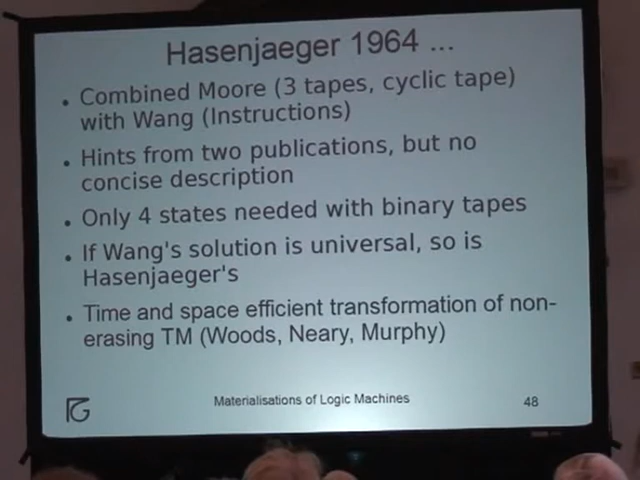 Hasenjaeger 1964 ...
• Combined Moore (3 tapes, cyclic tape)
with Wang (Instructions)
• Hints from two publications, but no
concise description
• Only 4 states needed with binary tapes
• If Wang's solution is universal, so is
Hasenjaeger's
• Time and space efficient transformation of non-
erasing TM (Woods, Neary, Murphy)
Materialisations of Logic Machines
48